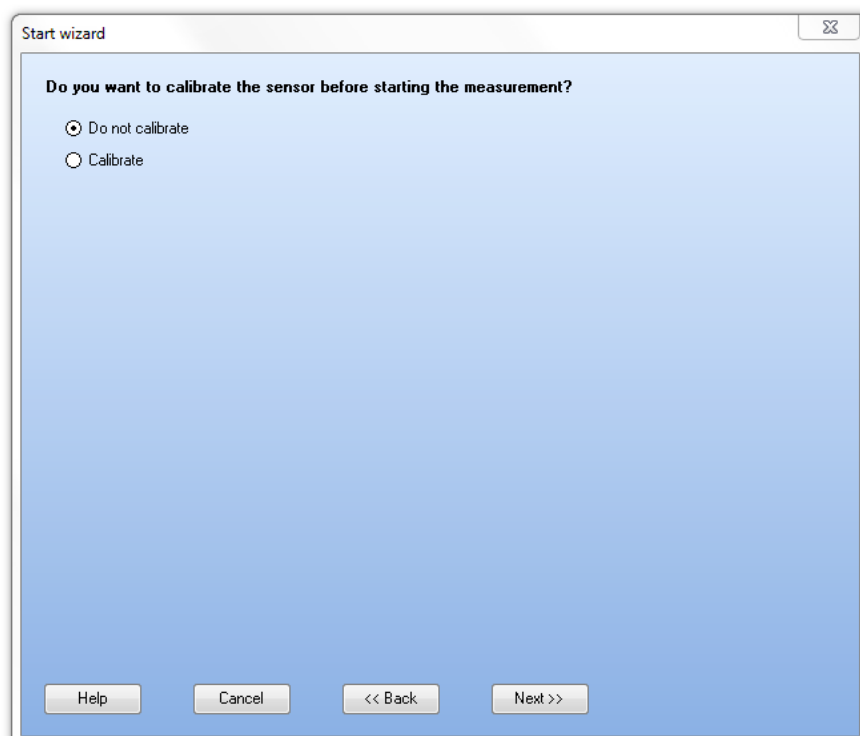 Start wizard
Do you want to calibrate the sensor before starting the measurement?
Do not calibrate
Calibrate
Help Cancel << Back Next >>